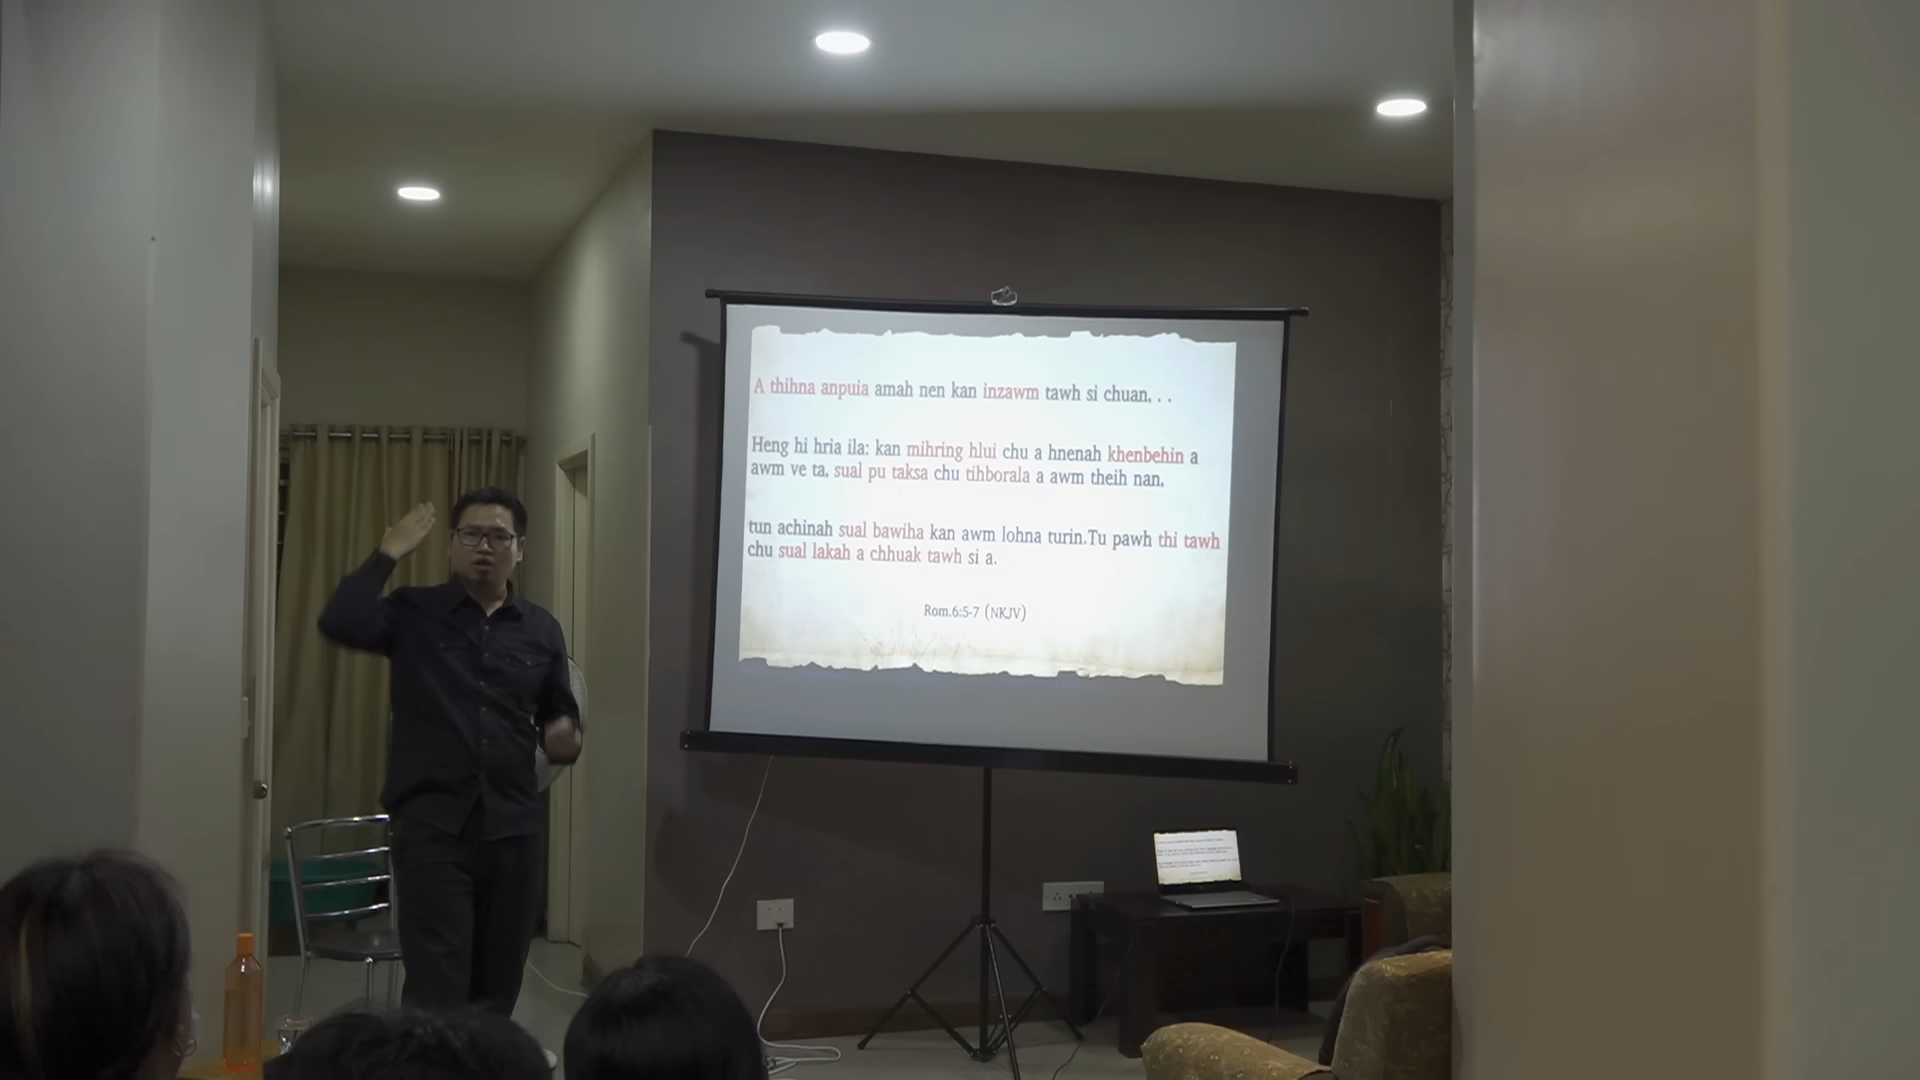 A thihna anpuia amah nen kan inzawm tawh si chuan. . .
Heng hi hria ila: kan mihring hlui chu a hnenah khenbehin a
awm ve ta, sual pu taksa chu tihborala a awm theih nan,
tun achinah sual bawiha kan awm lohna turin.Tu pawh thi tawh
chu sual lakah a chhuak tawh si a.
Rom.6:5-7 (NKJV)